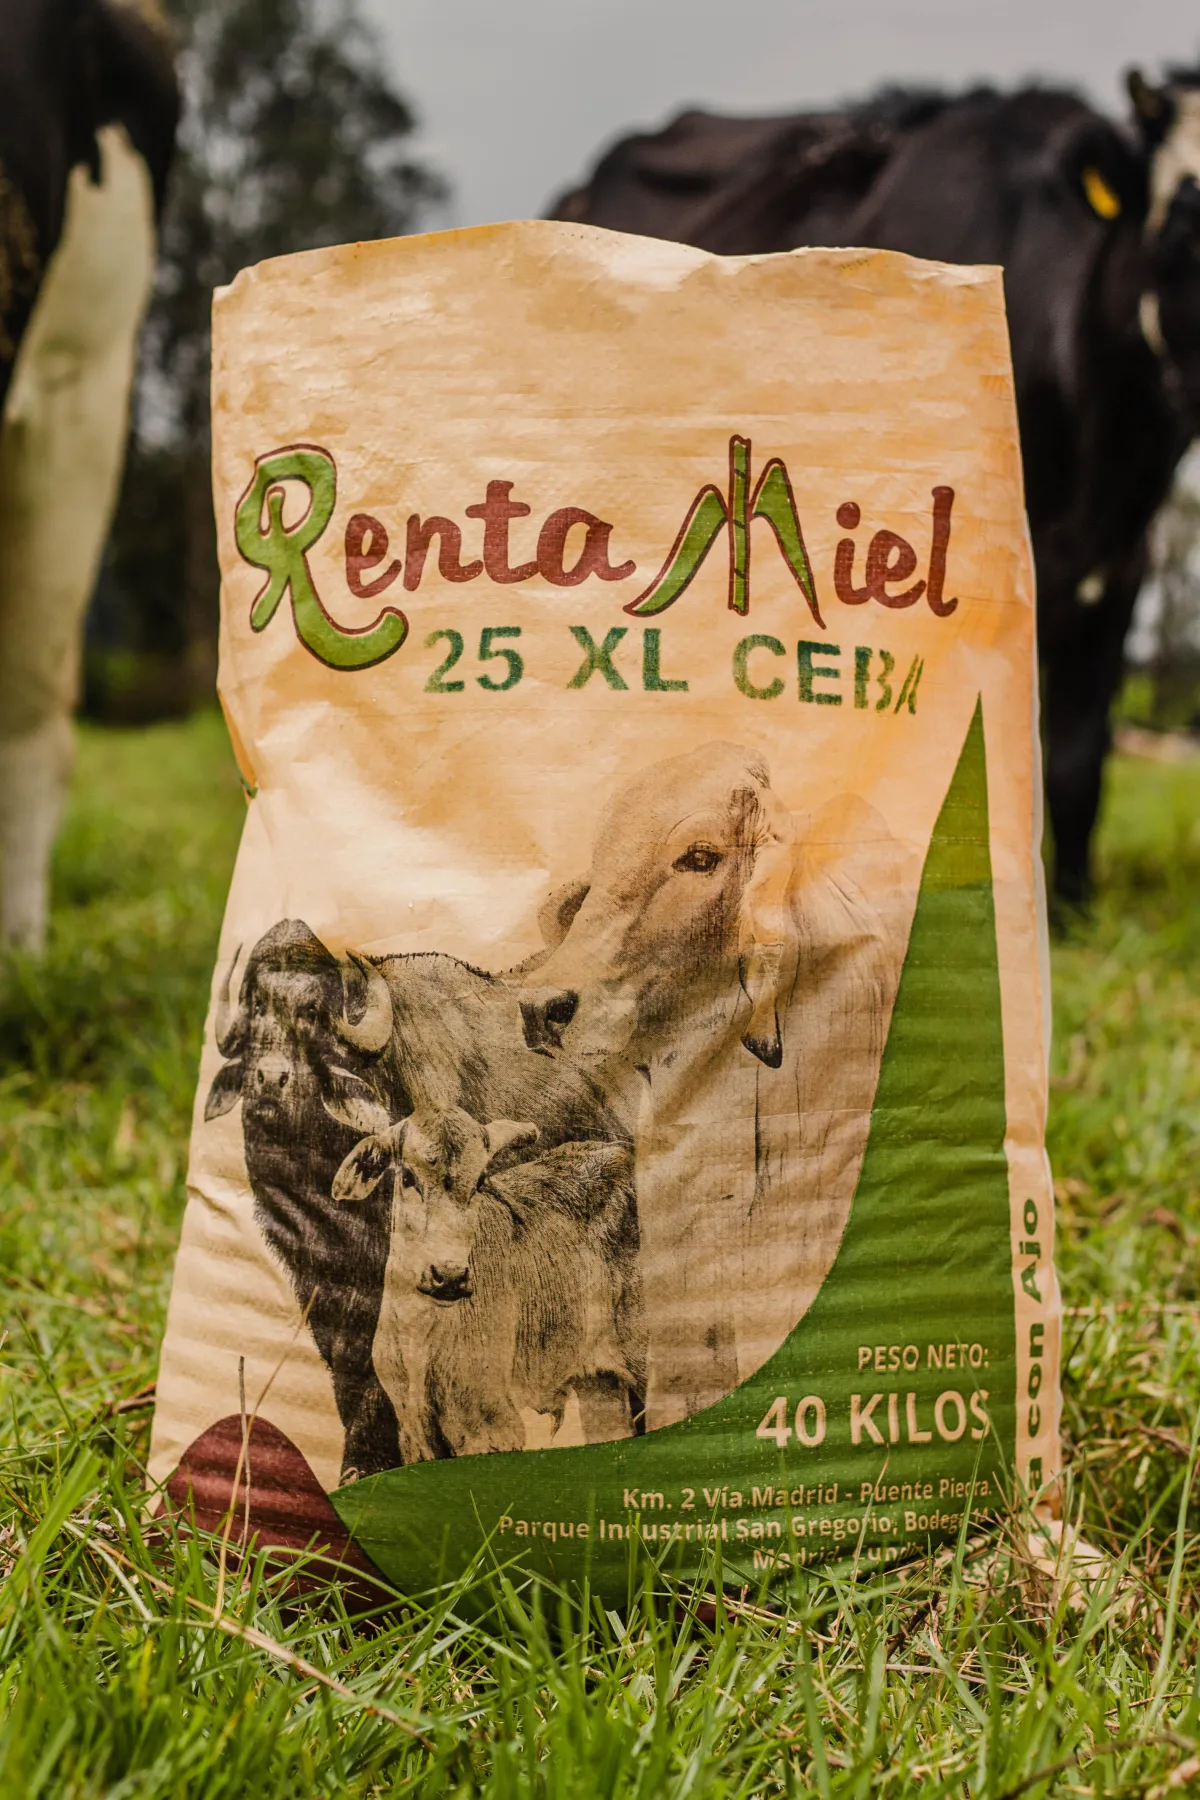 Renta Miel
25 XL CEBA
PESO NETO:
40 KILOS
Km. 2 Vía Madrid - Puente Piedra.
Parque Industrial San Gregorio, Bodega
Madrid,
con Ajo